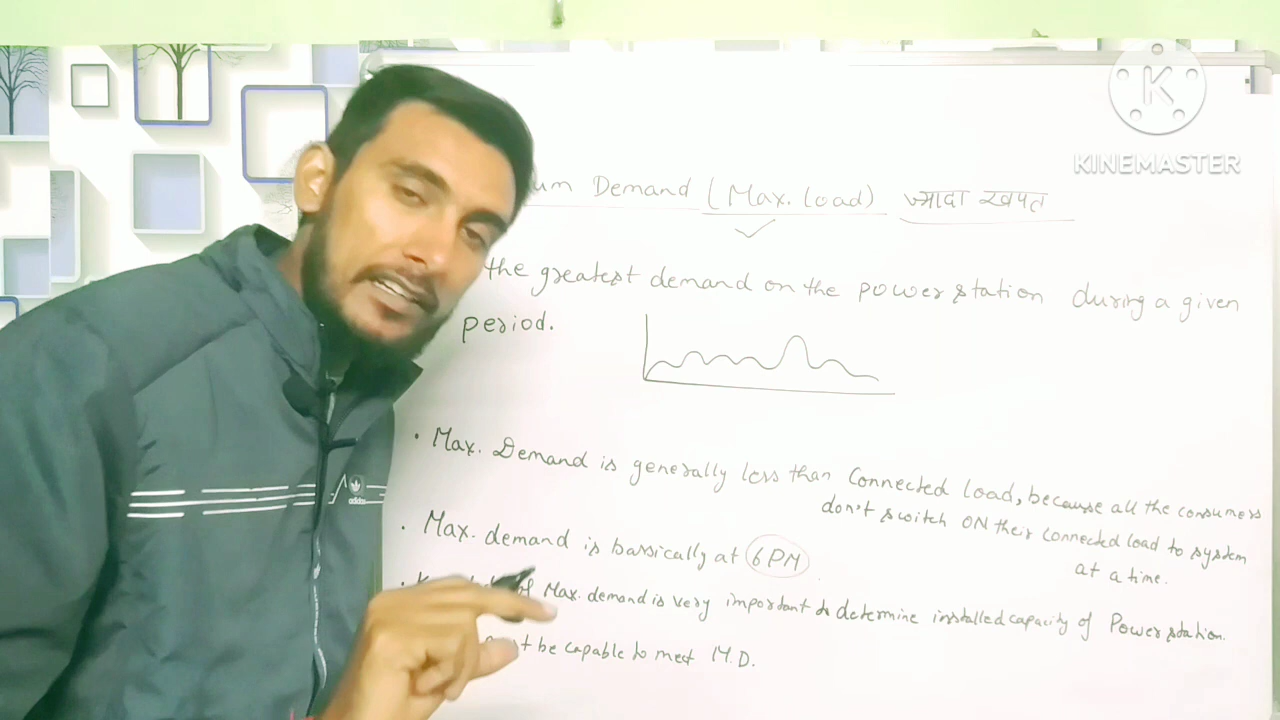 KINEMASTER
um Demand (Max. Load) ज्यादा खपत
the greatest demand on the power station during a given
period.
• Max. Demand is generally less than Connected load, because all the consumers
don't switch ON their connected load to system
at a time.
• Max. demand is bassically at 6 PM
of Max. demand is very important to determine installed capacity of Power station.
t be capable to meet M.D.
adidas